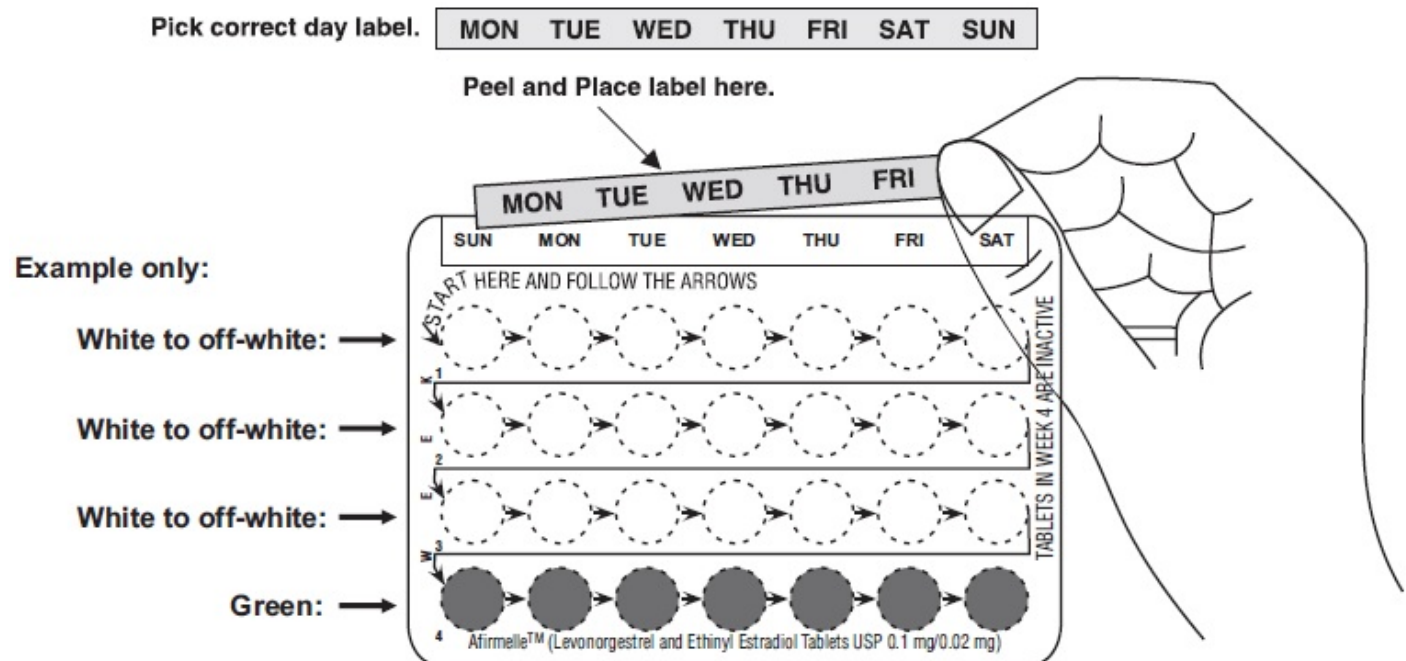 Pick correct day label. MON TUE WED THU FRI SAT SUN
Peel and Place label here.
MON TUE WED THU FRI
SUN MON TUE WED THU FRI SAT
Example only:
START HERE AND FOLLOW THE ARROWS
White to off-white:
1
White to off-white:
2
White to off-white:
3
Green:
4
WEEK
TABLETS IN WEEK 4 ARE INACTIVE
Afirmelle™ (Levonorgestrel and Ethinyl Estradiol Tablets USP 0.1 mg/0.02 mg)